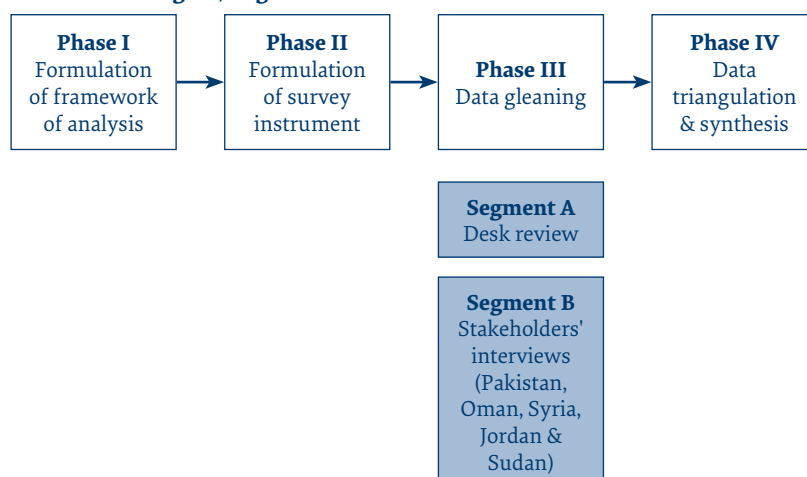 Phase I
Formulation
of framework
of analysis
Phase II
Formulation
of survey
instrument
Phase III
Data gleaning
Phase IV
Data
triangulation
& synthesis
Segment A
Desk review
Segment B
Stakeholders'
interviews
(Pakistan,
Oman, Syria,
Jordan &
Sudan)